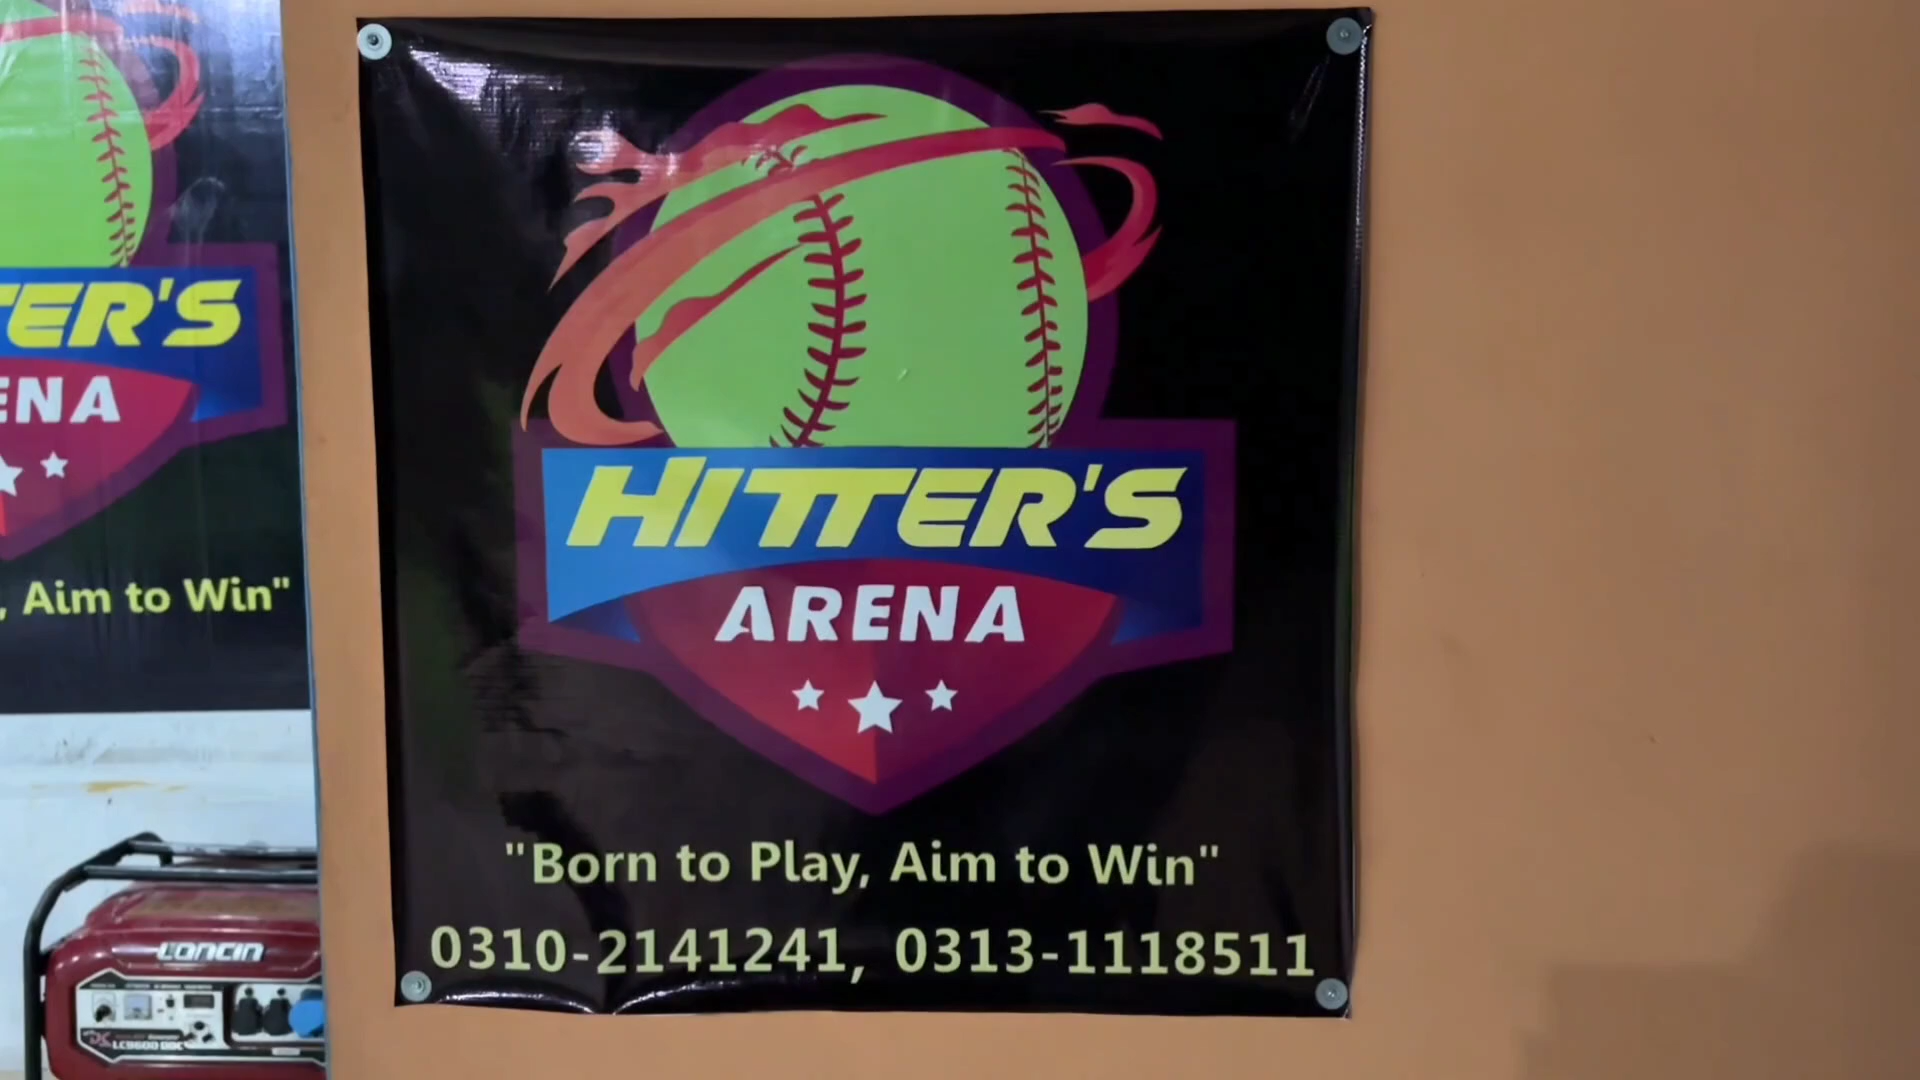 HITTER'S
ARENA
"Born to Play, Aim to Win"
0310-2141241, 0313-1118511
TER'S
ENA
, Aim to Win"
LONCIN